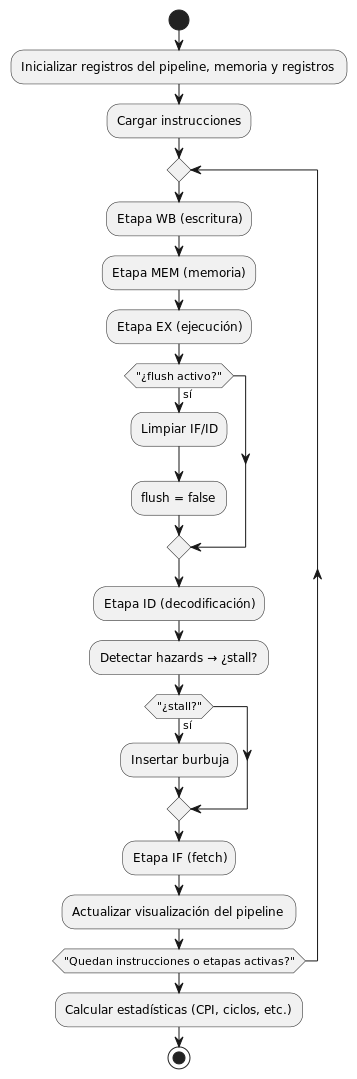 Inicializar registros del pipeline, memoria y registros
Cargar instrucciones
Etapa WB (escritura)
Etapa MEM (memoria)
Etapa EX (ejecución)
"¿flush activo?"
sí
Limpiar IF/ID
flush = false
Etapa ID (decodificación)
Detectar hazards → ¿stall?
"¿stall?"
sí
Insertar burbuja
Etapa IF (fetch)
Actualizar visualización del pipeline
"Quedan instrucciones o etapas activas?"
Calcular estadísticas (CPI, ciclos, etc.)